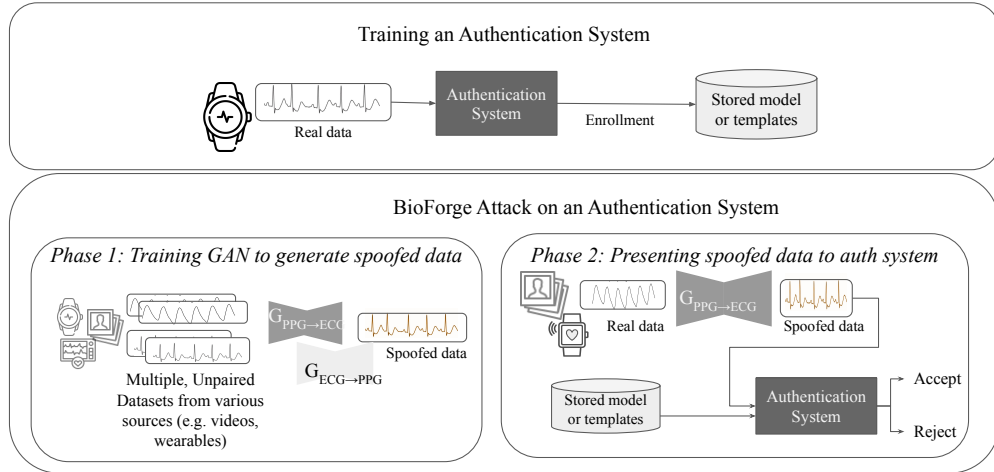 Training an Authentication System
Real data
Authentication
System
Enrollment
Stored model
or templates
BioForge Attack on an Authentication System
Phase 1: Training GAN to generate spoofed data
G PPG→ECG
Spoofed data
G ECG→PPG
Multiple, Unpaired
Datasets from various
sources (e.g. videos,
wearables)
Phase 2: Presenting spoofed data to auth system
Real data
G PPG→ECG
Spoofed data
Stored model
or templates
Authentication
System
Accept
Reject